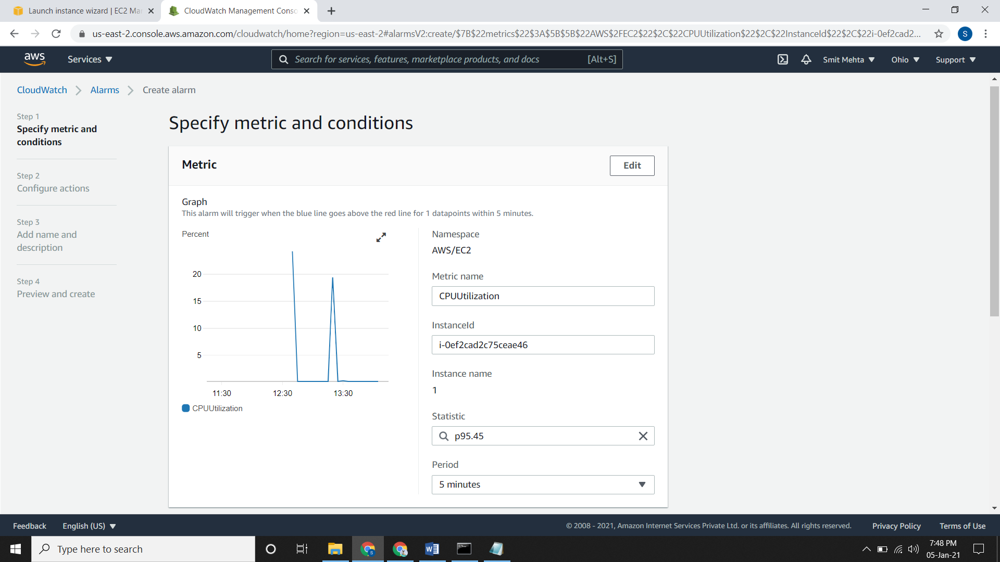 Launch instance wizard | EC2 Ma
CloudWatch Management Conso
us-east-2.console.aws.amazon.com/cloudwatch/home?region=us-east-2#alarmsV2:create/$7B$22metrics$22$3A$5B$5B$22AWS$2FEC2$22$2C$22CPUUtilization$22$2C$22InstanceId$22$2C$22i-0ef2cad2...
S
aws
Services
Search for services, features, marketplace products, and docs
[Alt+S]
Smit Mehta
Ohio
Support
CloudWatch
Alarms
Create alarm
Step 1
Specify metric and
conditions
Step 2
Configure actions
Step 3
Add name and
description
Step 4
Preview and create
Specify metric and conditions
Metric
Edit
Graph
This alarm will trigger when the blue line goes above the red line for 1 datapoints within 5 minutes.
Percent
20
15
10
5
11:30
12:30
13:30
CPUUtilization
Namespace
AWS/EC2
Metric name
CPUUtilization
InstanceId
i-0ef2cad2c75ceae46
Instance name
1
Statistic
p95.45
Period
5 minutes
Feedback
English (US)
© 2008 - 2021, Amazon Internet Services Private Ltd. or its affiliates. All rights reserved.
Privacy Policy
Terms of Use
Type here to search
7:48 PM
05-Jan-21